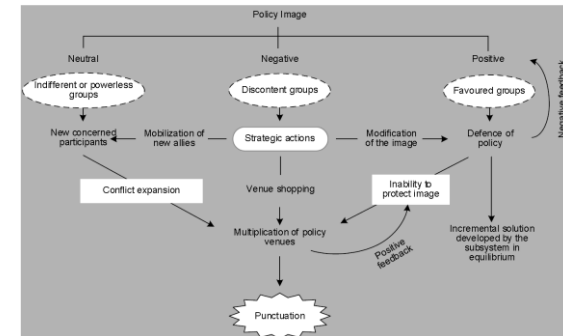 Policy Image
Neutral
Negative
Positive
Indifferent or powerless
groups
Discontent groups
Favoured groups
Negative feedback
New concerned
participants
Mobilization of
new allies
Strategic actions
Modification
of the image
Defence of
policy
Conflict expansion
Venue shopping
Inability to
protect image
Multiplication of policy
venues
Positive
feedback
Incremental solution
developed by the
subsystem in
equilibrium
Punctuation